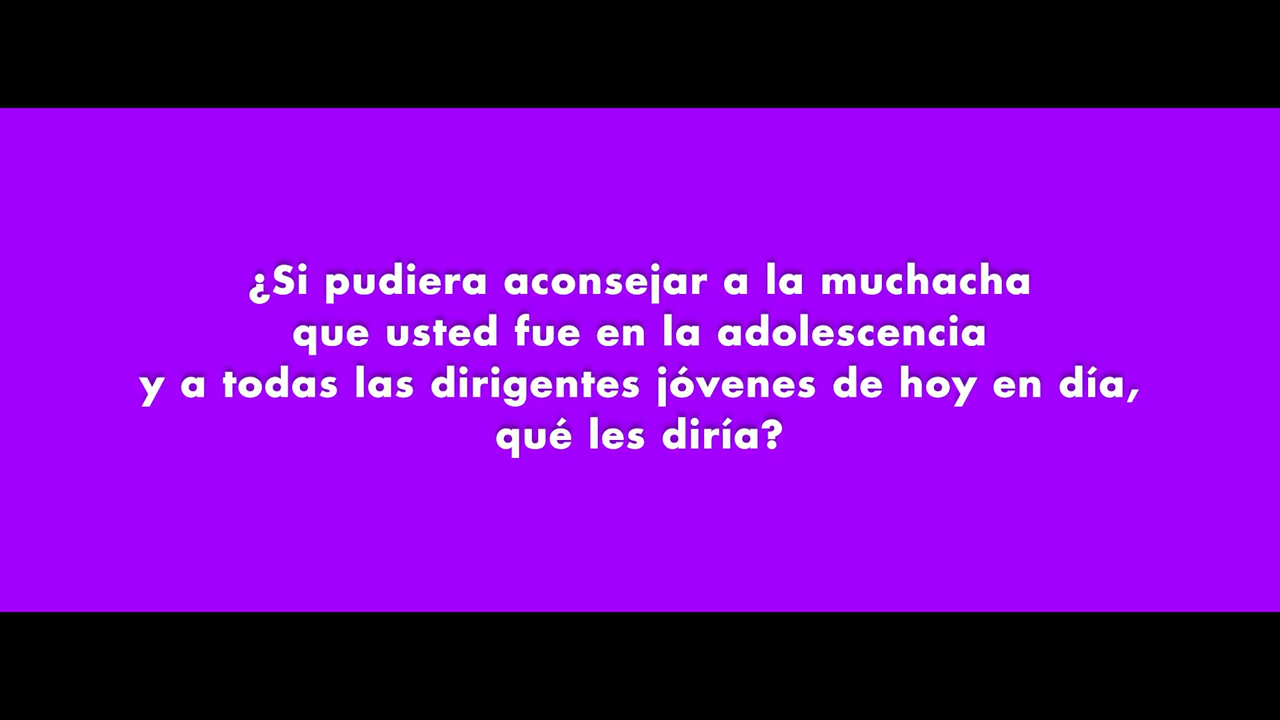 ¿Si pudiera aconsejar a la muchacha
que usted fue en la adolescencia
y a todas las dirigentes jóvenes de hoy en día,
qué les diría?